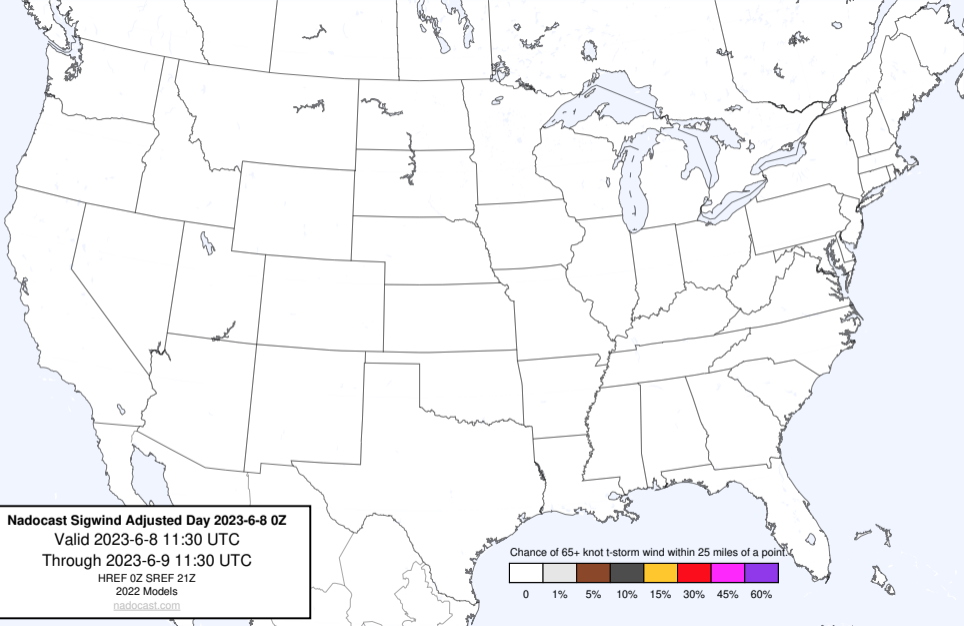 Nadocast Sigwind Adjusted Day 2023-6-8 0Z
Valid 2023-6-8 11:30 UTC
Through 2023-6-9 11:30 UTC
HREF 0Z SREF 21Z
2022 Models
nadocast.com
Chance of 65+ knot t-storm wind within 25 miles of a point.
0 1% 5% 10% 15% 30% 45% 60%